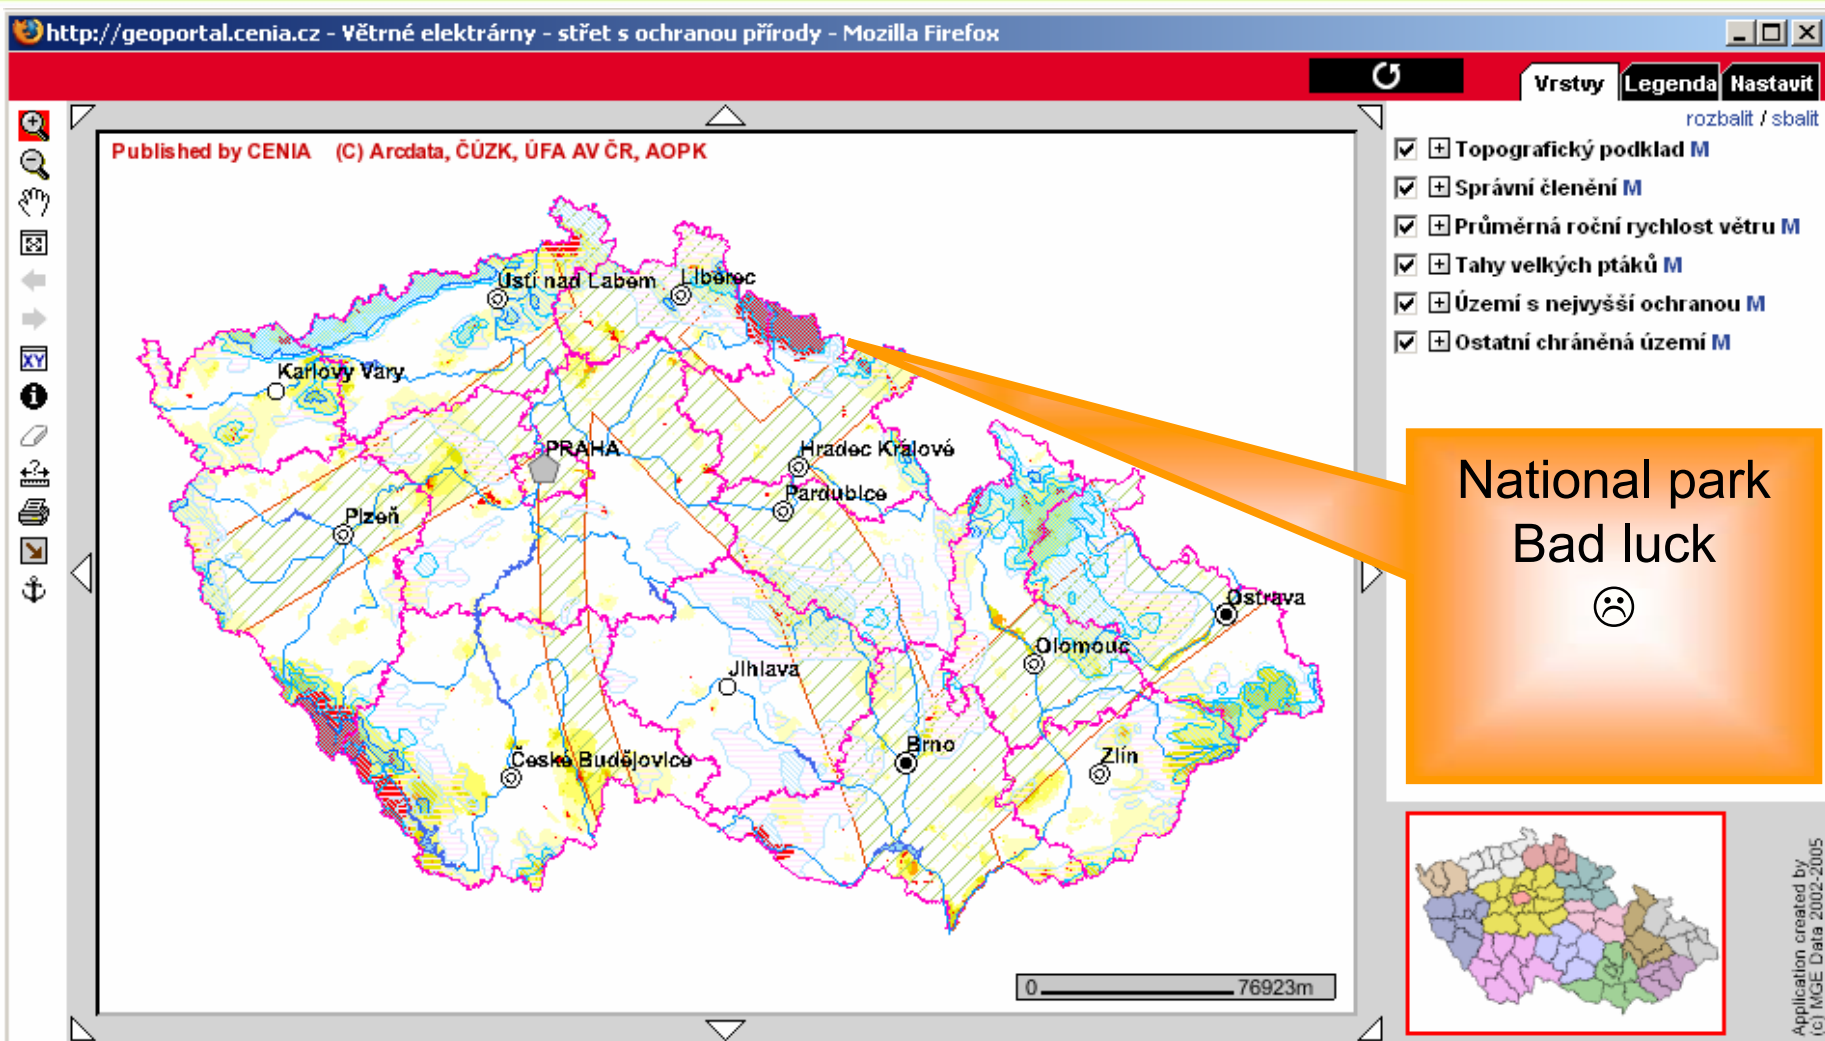 http://geoportal.cenia.cz - Větrné elektrárny - střet s ochranou přírody - Mozilla Firefox
Vrstvy Legenda Nastavit
rozbalit / sbalit
Published by CENIA (C) Arcdata, ČÚZK, ÚFA AV ČR, AOPK
Topografický podklad M
Správní členění M
Průměrná roční rychlost větru M
Tahy velkých ptáků M
Území s nejvyšší ochranou M
Ostatní chráněná území M
XY
Ústí nad Labem
Liberec
Karlovy Vary
PRAHA
Hradec Králové
Pardubice
Plzeň
Ostrava
Olomouc
Jihlava
Brno
Zlín
České Budějovice
National park
Bad luck
☹
0 76923m
Application created by
(c) MGE Data 2002-2005